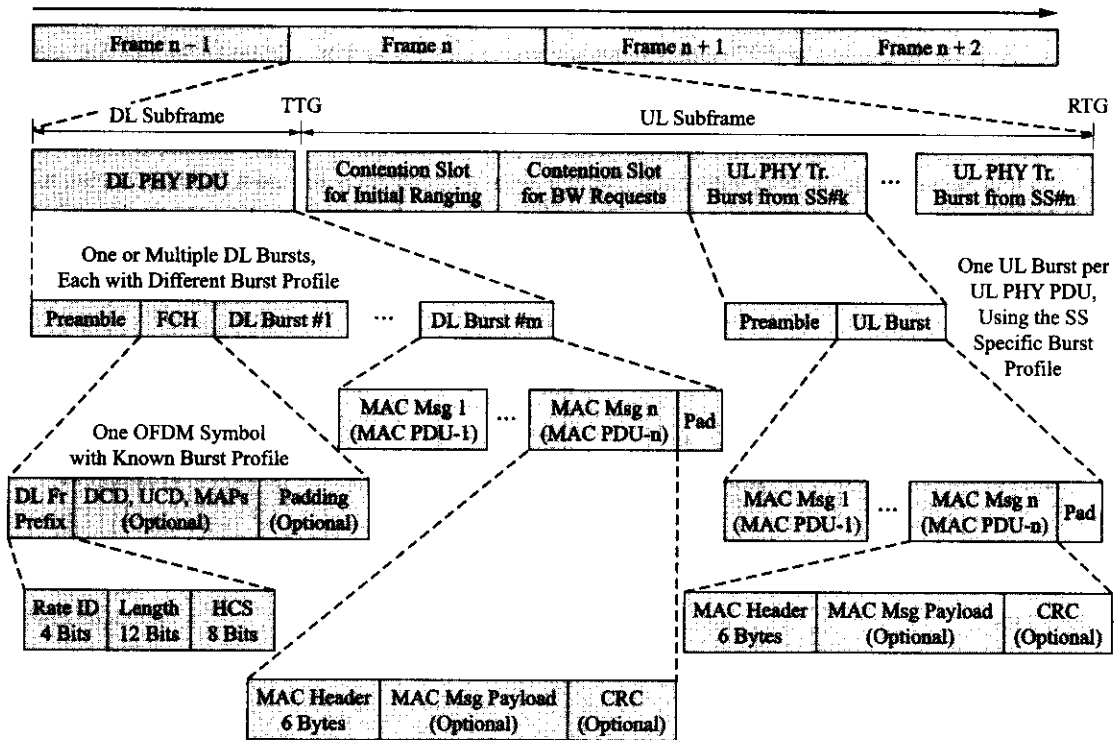 Frame n − 1
Frame n
Frame n + 1
Frame n + 2
DL Subframe
TTG
UL Subframe
RTG
DL PHY PDU
Contention Slot
for Initial Ranging
Contention Slot
for BW Requests
UL PHY Tr.
Burst from SS#k
...
UL PHY Tr.
Burst from SS#n
One or Multiple DL Bursts,
Each with Different Burst Profile
Preamble
FCH
DL Burst #1
...
DL Burst #m
Preamble
UL Burst
One UL Burst per
UL PHY PDU,
Using the SS
Specific Burst
Profile
MAC Msg 1
(MAC PDU-1)
...
MAC Msg n
(MAC PDU-n)
Pad
One OFDM Symbol
with Known Burst Profile
DL Fr
Prefix
DCD, UCD, MAPs
(Optional)
Padding
(Optional)
MAC Msg 1
(MAC PDU-1)
...
MAC Msg n
(MAC PDU-n)
Pad
Rate ID
4 Bits
Length
12 Bits
HCS
8 Bits
MAC Header
6 Bytes
MAC Msg Payload
(Optional)
CRC
(Optional)
MAC Header
6 Bytes
MAC Msg Payload
(Optional)
CRC
(Optional)